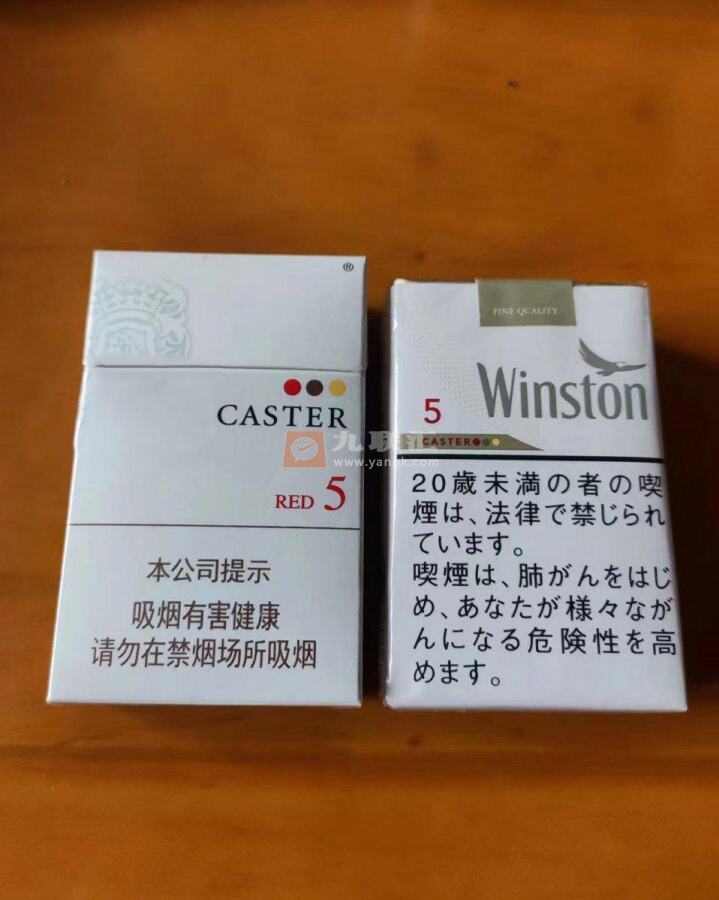 ®
CASTER
RED 5
本公司提示
吸烟有害健康
请勿在禁烟场所吸烟
FINE QUALITY
Winston
5
CASTER
20歳未満の者の喫
煙は、法律で禁じられ
ています。
喫煙は、肺がんをはじ
め、あなたが様々なが
んになる危険性を高
めます。
九联汇